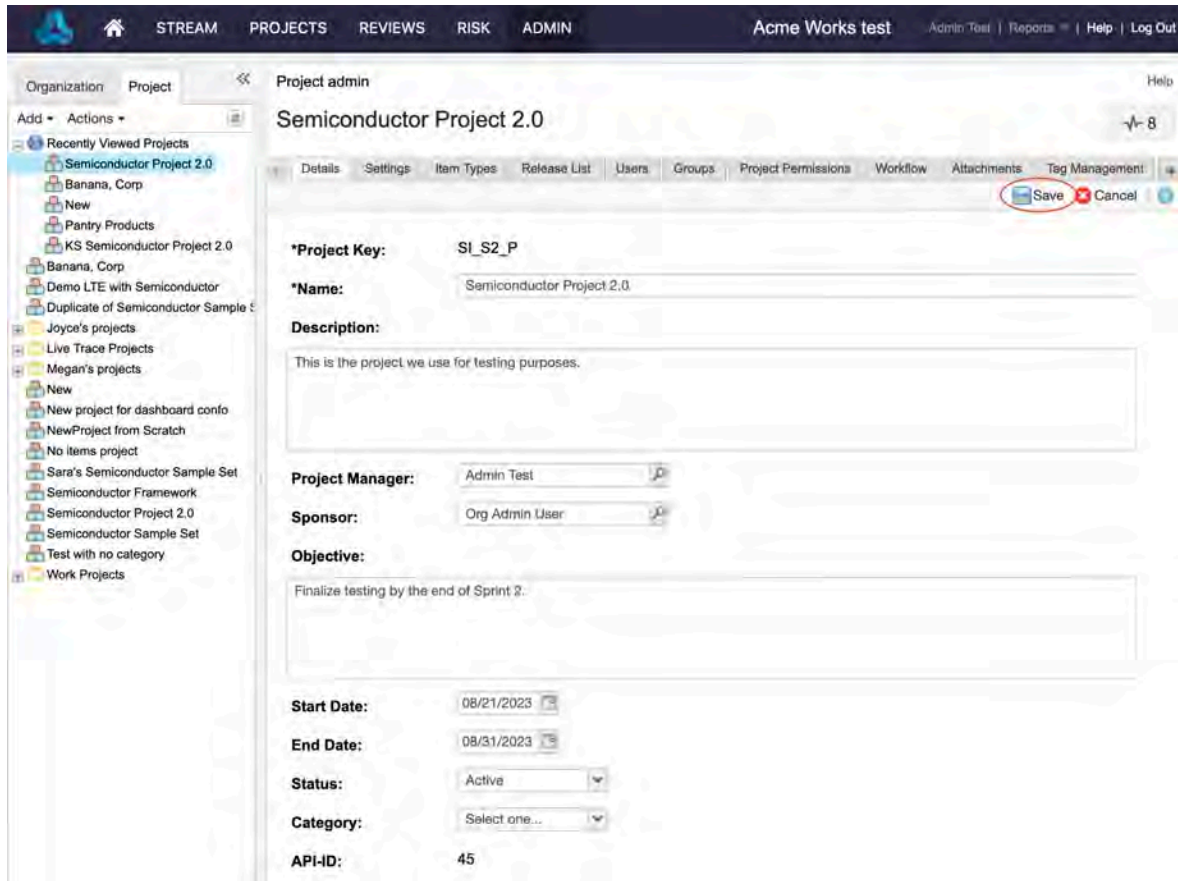 STREAM PROJECTS REVIEWS RISK ADMIN Acme Works test Admin Test | Reports | Help | Log Out
Organization Project
Project admin Help
Add Actions
Semiconductor Project 2.0 8
Recently Viewed Projects
Semiconductor Project 2.0
Banana, Corp
New
Pantry Products
KS Semiconductor Project 2.0
Banana, Corp
Demo LTE with Semiconductor
Duplicate of Semiconductor Sample S
Joyce's projects
Live Trace Projects
Megan's projects
New
New project for dashboard confo
NewProject from Scratch
No items project
Sara's Semiconductor Sample Set
Semiconductor Framework
Semiconductor Project 2.0
Semiconductor Sample Set
Test with no category
Work Projects
Details Settings Item Types Release List Users Groups Project Permissions Workflow Attachments Tag Management
Save Cancel
*Project Key: SI_S2_P
*Name: Semiconductor Project 2.0
Description:
This is the project we use for testing purposes.
Project Manager: Admin Test
Sponsor: Org Admin User
Objective:
Finalize testing by the end of Sprint 2.
Start Date: 08/21/2023
End Date: 08/31/2023
Status: Active
Category: Select one...
API-ID: 45